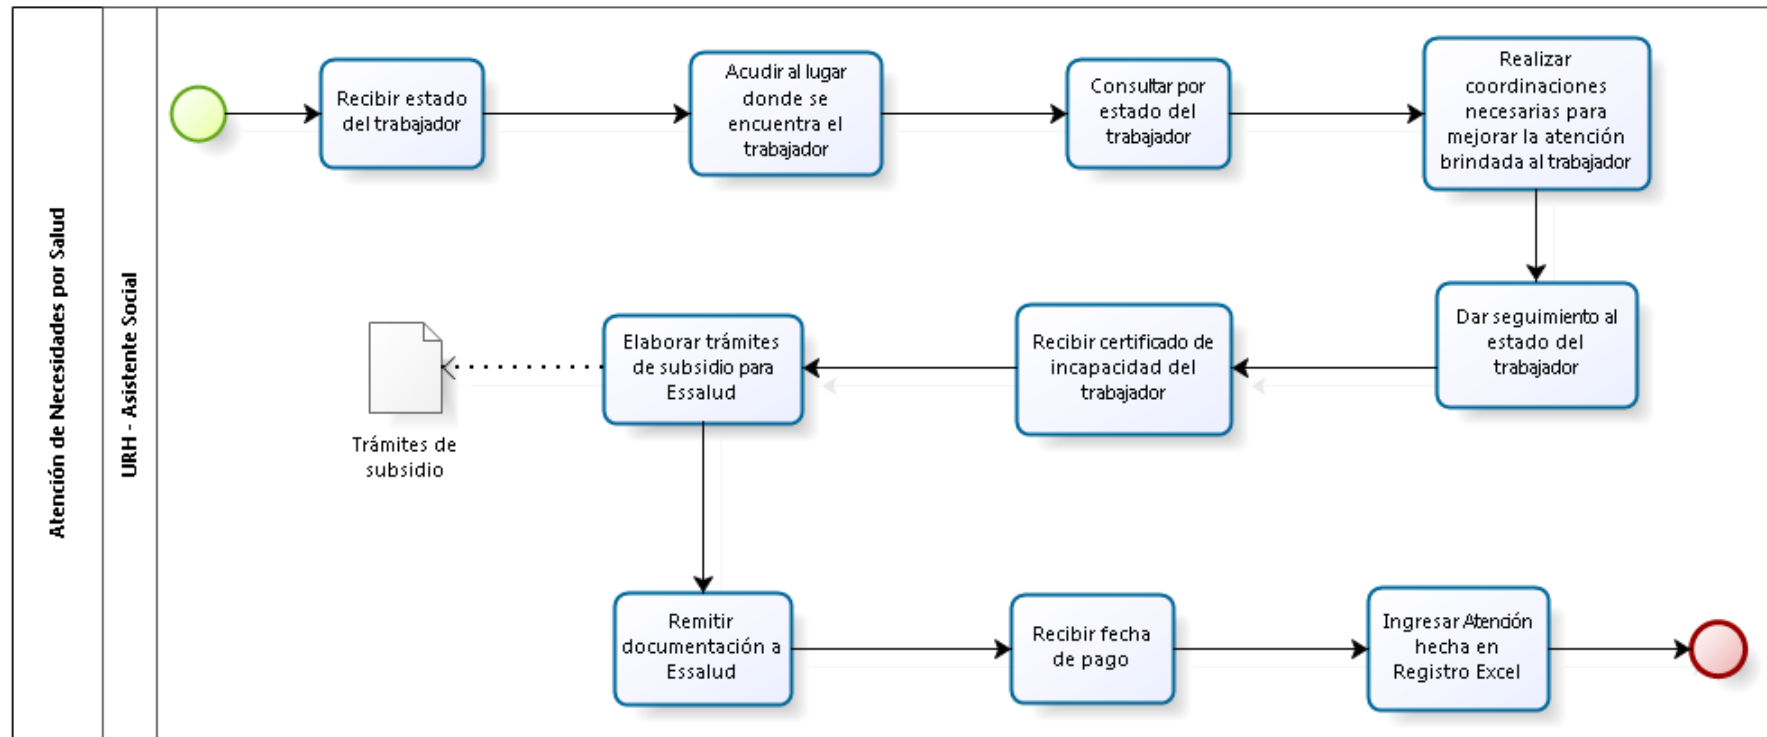 Atención de Necesidades por Salud
URH - Asistente Social
Recibir estado
del trabajador
Acudir al lugar
donde se
encuentra el
trabajador
Consultar por
estado del
trabajador
Realizar
coordinaciones
necesarias para
mejorar la atención
brindada al trabajador
Dar seguimiento al
estado del
trabajador
Recibir certificado de
incapacidad del
trabajador
Elaborar trámites
de subsidio para
Essalud
Trámites de
subsidio
Remitir
documentación a
Essalud
Recibir fecha
de pago
Ingresar Atención
hecha en
Registro Excel